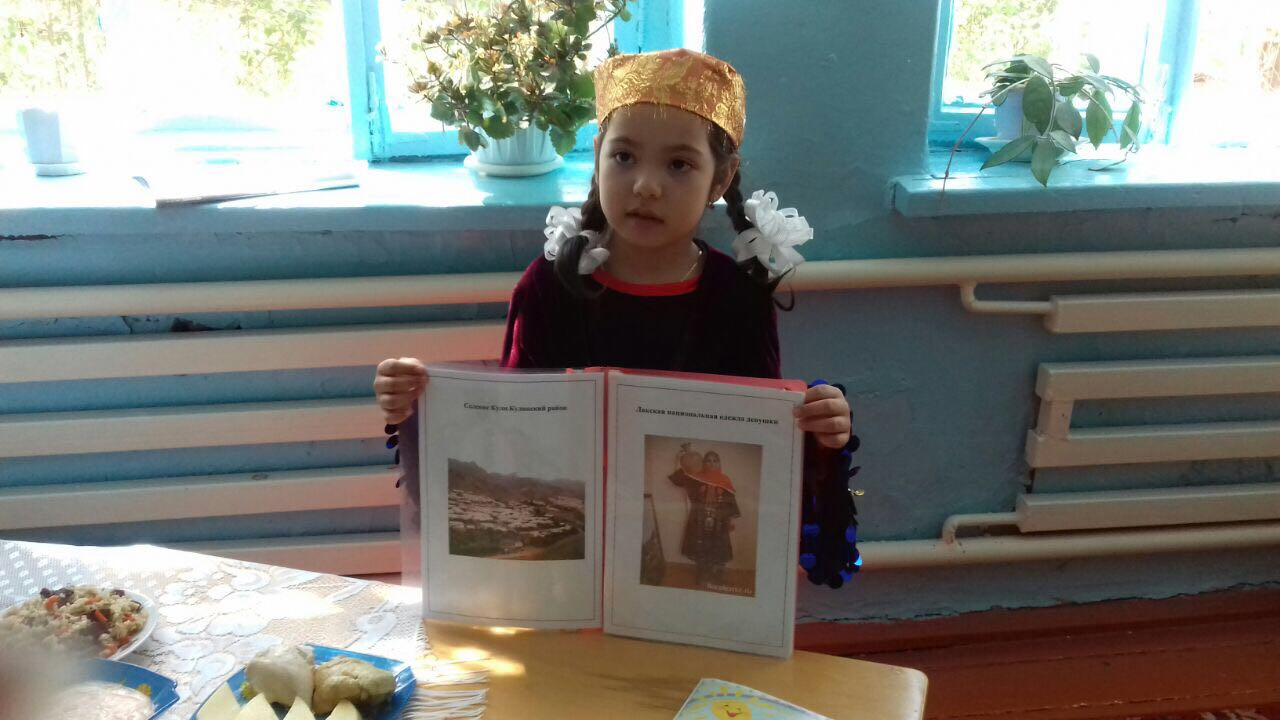 Селение Кули.Кулинский район
Лакская национальная одежда девушки